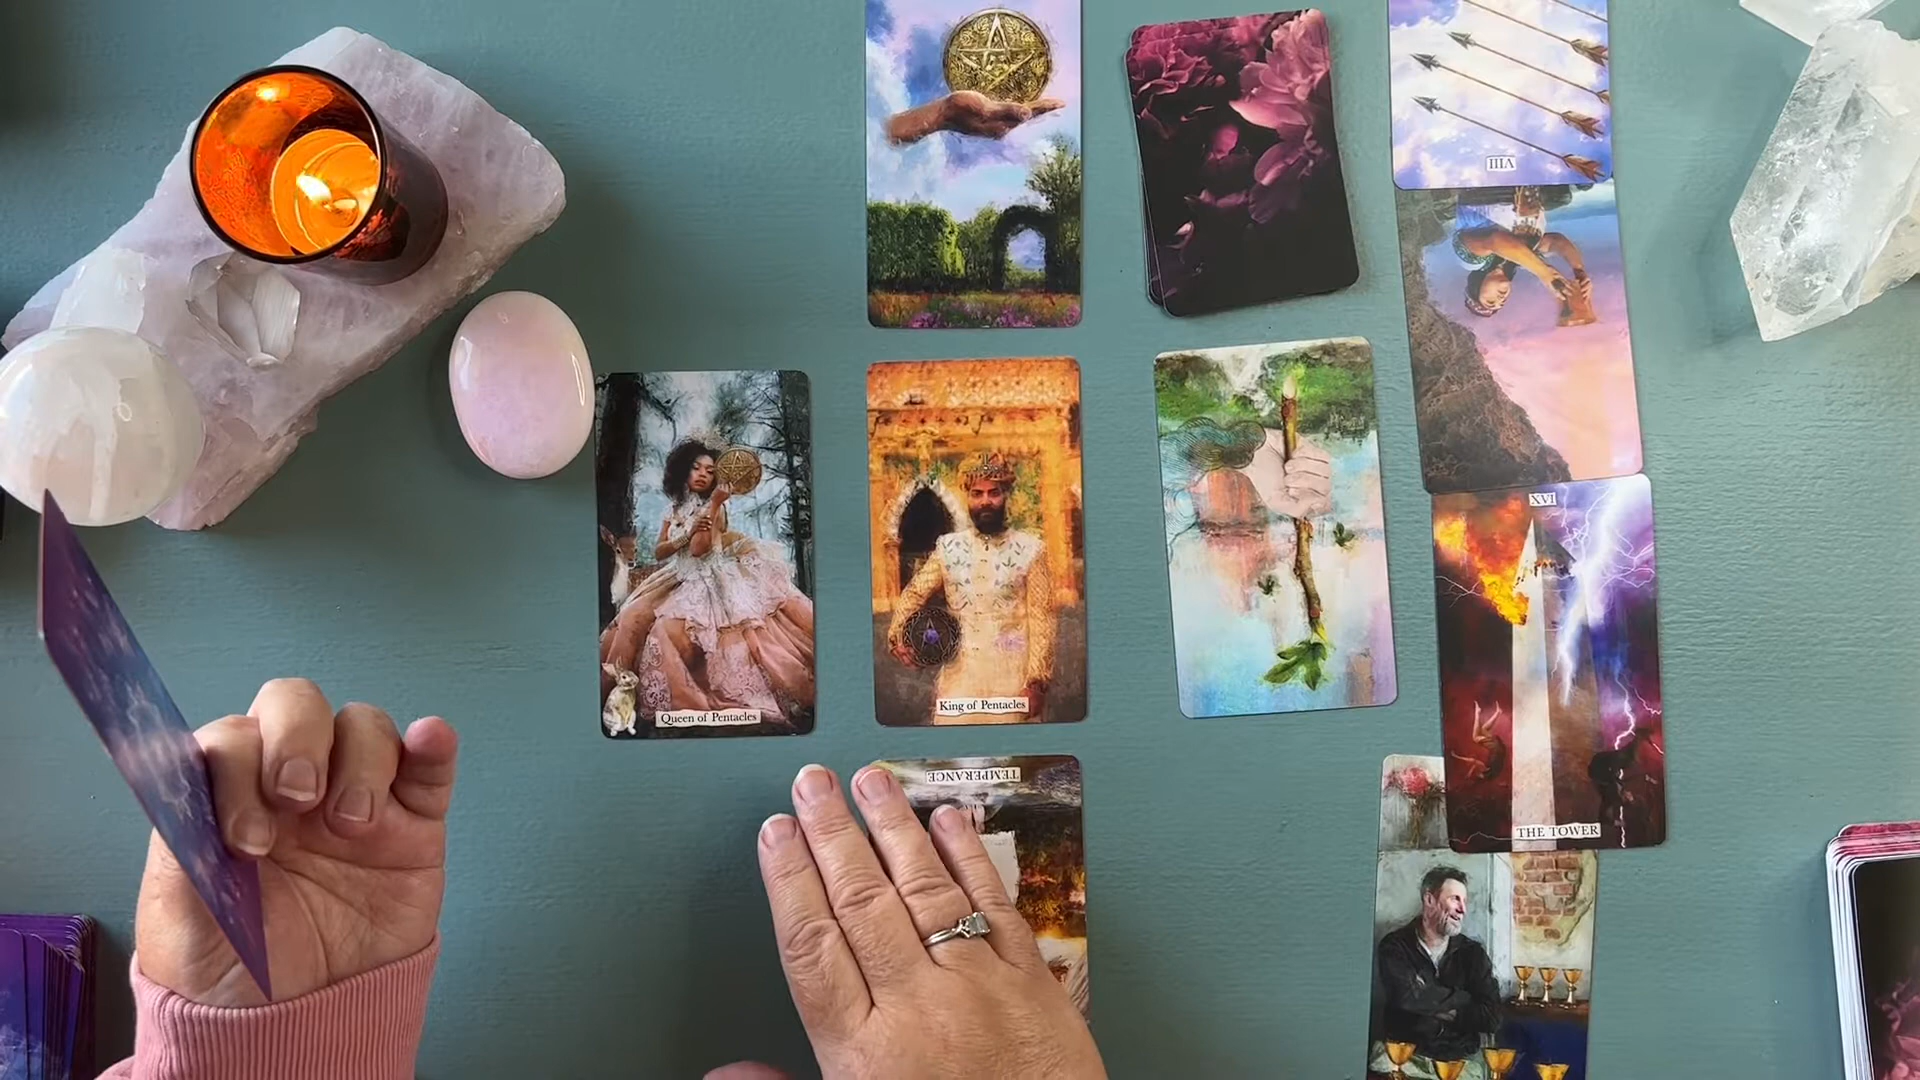 VIII
XVI
Queen of Pentacles
King of Pentacles
TEMPERANCE
THE TOWER